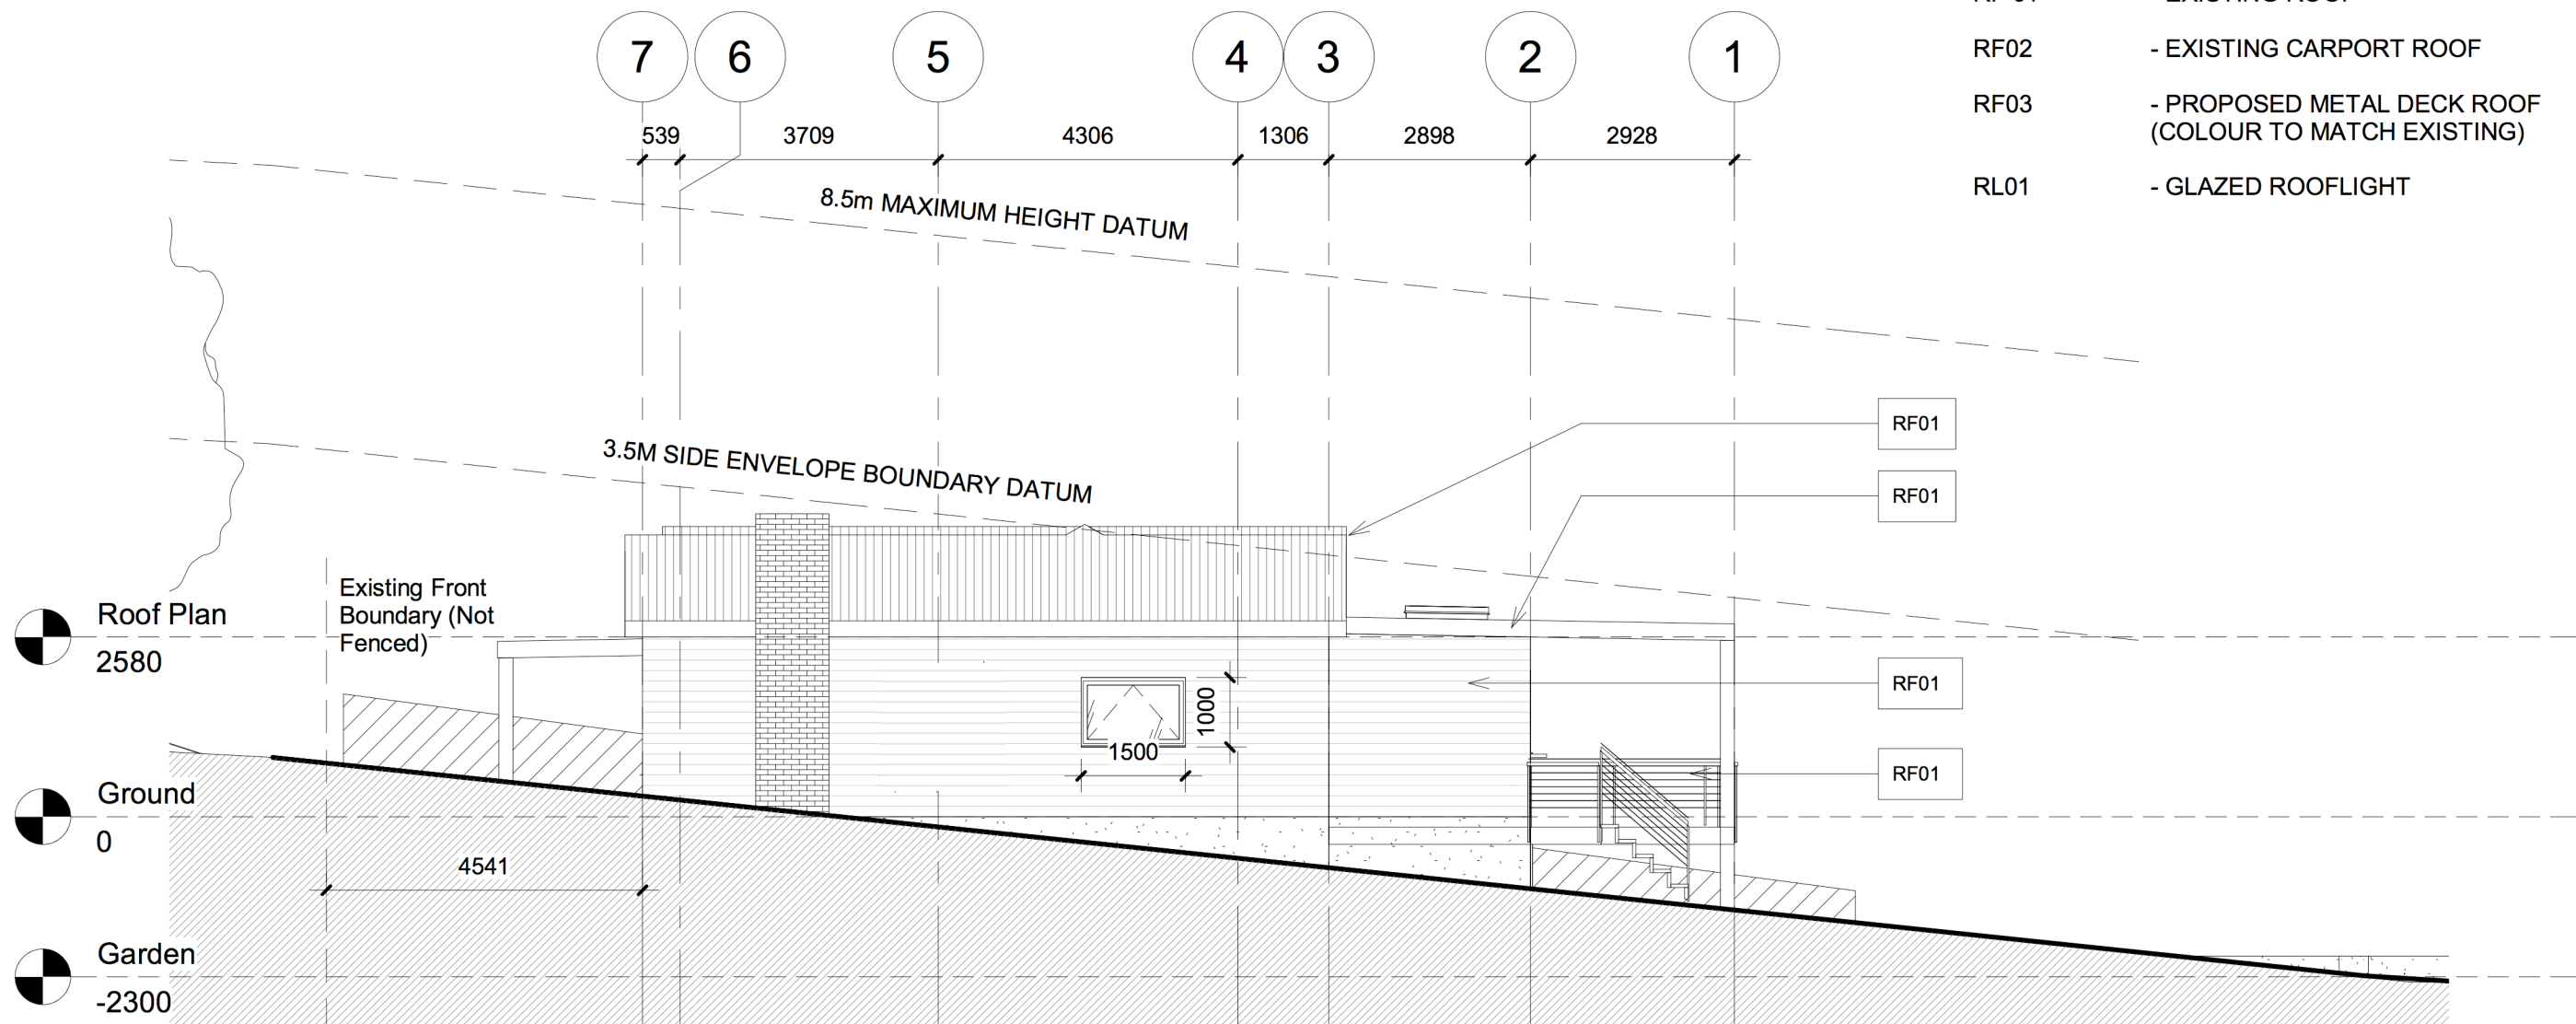 7 6 5 4 3 2 1
539 3709 4306 1306 2898 2928
RF02 - EXISTING CARPORT ROOF
RF03 - PROPOSED METAL DECK ROOF
(COLOUR TO MATCH EXISTING)
RL01 - GLAZED ROOFLIGHT
8.5m MAXIMUM HEIGHT DATUM
3.5M SIDE ENVELOPE BOUNDARY DATUM
RF01
RF01
Existing Front
Boundary (Not
Fenced)
Roof Plan
2580
RF01
1000
1500
RF01
Ground
0
4541
Garden
-2300